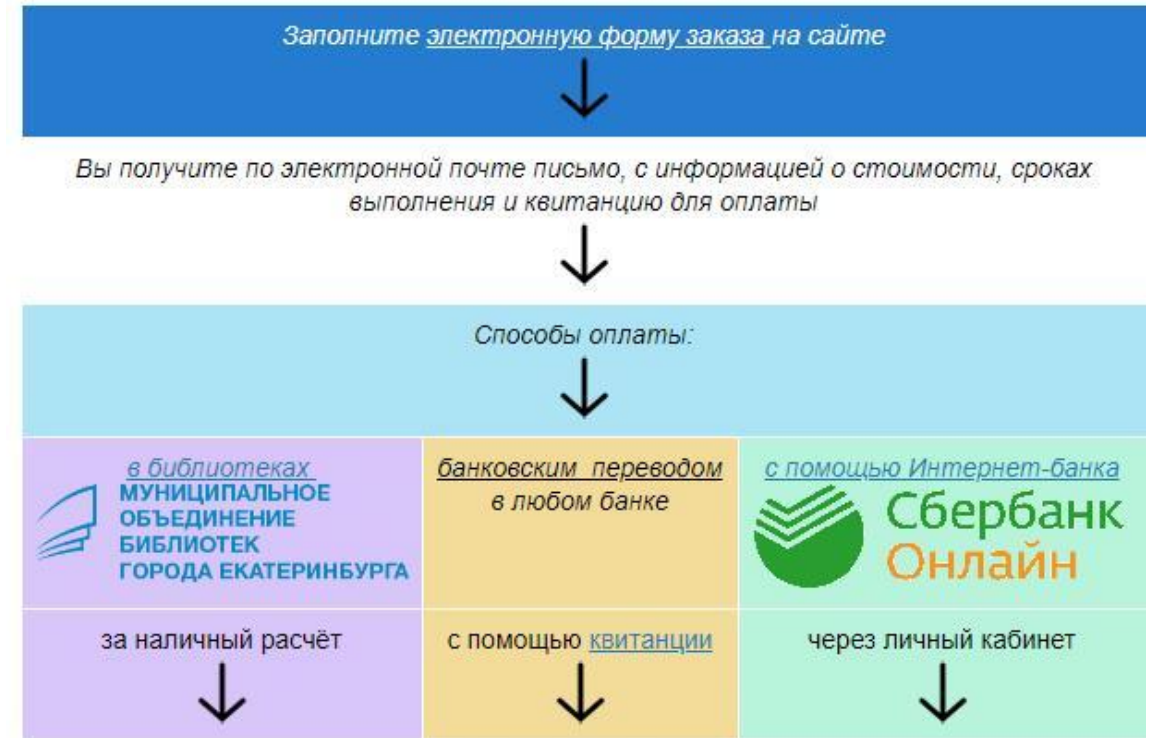 Заполните электронную форму заказа на сайте
Вы получите по электронной почте письмо, с информацией о стоимости, сроках
выполнения и квитанцию для оплаты
Способы оплаты:
в библиотеках
МУНИЦИПАЛЬНОЕ
ОБЪЕДИНЕНИЕ
БИБЛИОТЕК
ГОРОДА ЕКАТЕРИНБУРГА
банковским переводом
в любом банке
с помощью Интернет-банка
Сбербанк
Онлайн
за наличный расчёт
с помощью квитанции
через личный кабинет